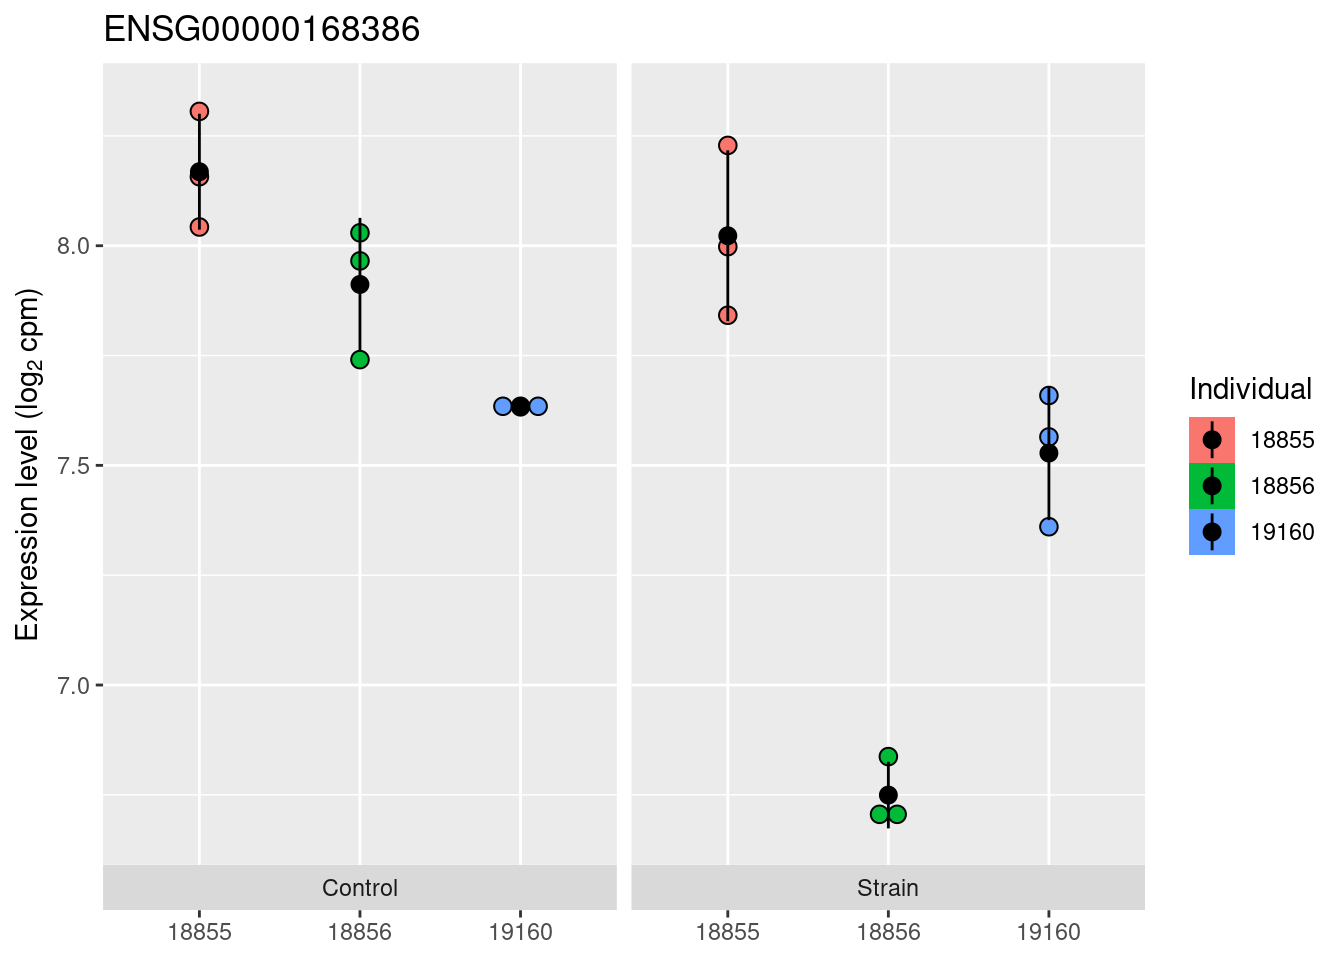 ENSG00000168386
Expression level (log₂ cpm)
8.0
7.5
7.0
Control
Strain
18855
18856
19160
18855
18856
19160
Individual
18855
18856
19160